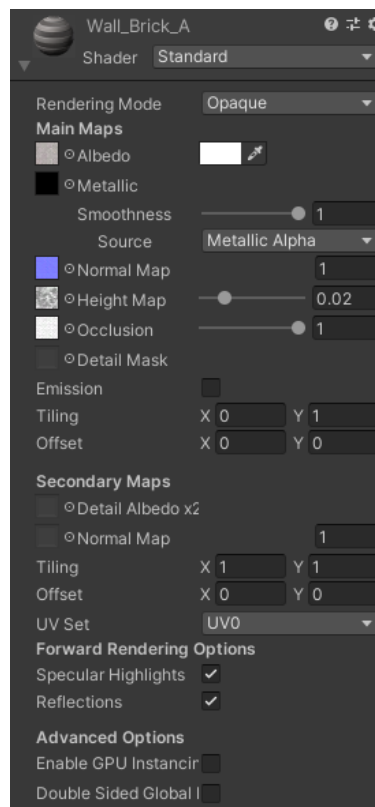 Wall_Brick_A
Shader Standard
Rendering Mode Opaque
Main Maps
Albedo
Metallic
Smoothness 1
Source Metallic Alpha
Normal Map 1
Height Map 0.02
Occlusion 1
Detail Mask
Emission
Tiling X 0 Y 1
Offset X 0 Y 0
Secondary Maps
Detail Albedo x2
Normal Map 1
Tiling X 1 Y 1
Offset X 0 Y 0
UV Set UV0
Forward Rendering Options
Specular Highlights
Reflections
Advanced Options
Enable GPU Instancin
Double Sided Global I